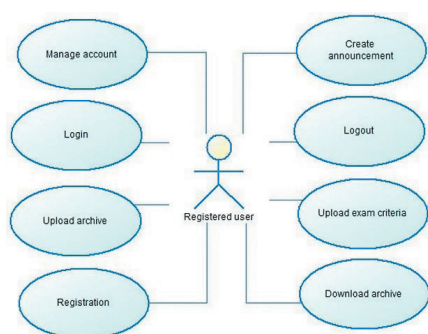 Manage account
Create
announcement
Login
Logout
Upload archive
Registered user
Upload exam criteria
Registration
Download archive